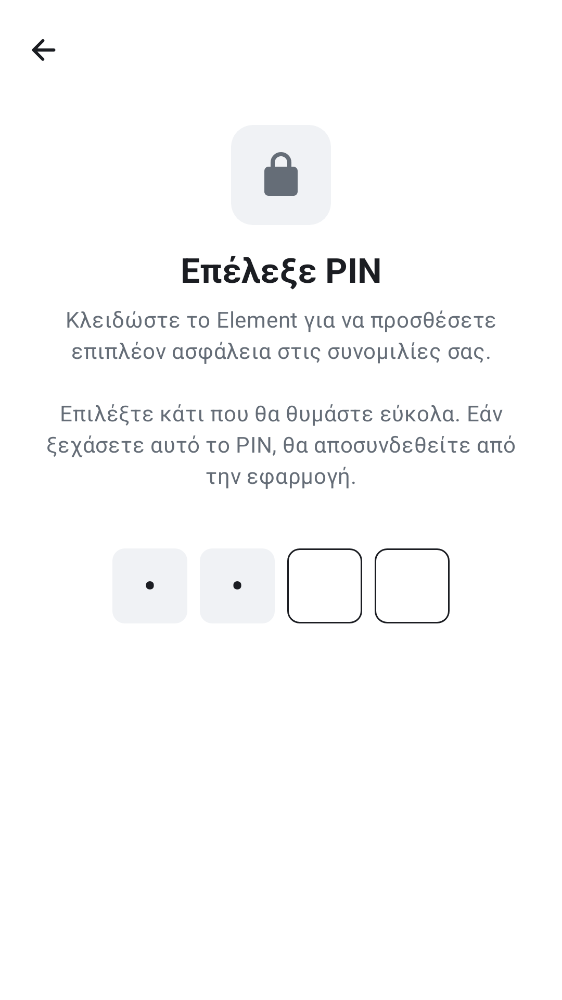 Επέλεξε PIN
Κλειδώστε το Element για να προσθέσετε
επιπλέον ασφάλεια στις συνομιλίες σας.
Επιλέξτε κάτι που θα θυμάστε εύκολα. Εάν
ξεχάσετε αυτό το PIN, θα αποσυνδεθείτε από
την εφαρμογή.